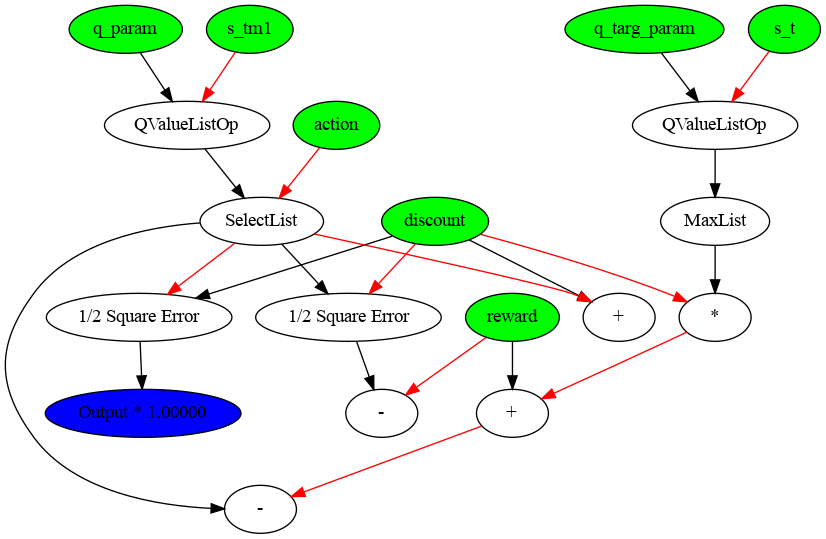 q_param
s_tm1
q_targ_param
s_t
QValueListOp
action
QValueListOp
SelectList
discount
MaxList
1/2 Square Error
1/2 Square Error
reward
+
*
Output * 1.00000
-
+
-